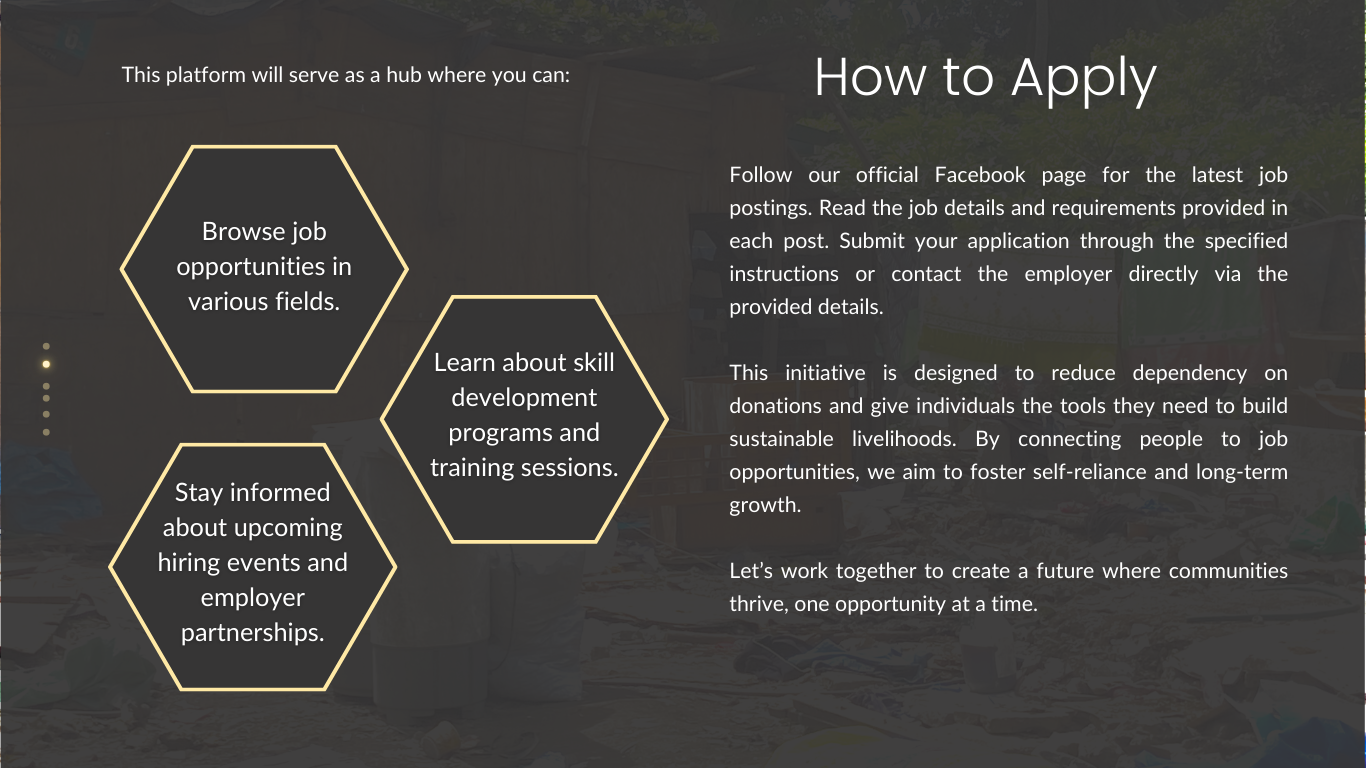 This platform will serve as a hub where you can:
Browse job
opportunities in
various fields.
Learn about skill
development
programs and
training sessions.
Stay informed
about upcoming
hiring events and
employer
partnerships.
How to Apply
Follow our official Facebook page for the latest job
postings. Read the job details and requirements provided in
each post. Submit your application through the specified
instructions or contact the employer directly via the
provided details.
This initiative is designed to reduce dependency on
donations and give individuals the tools they need to build
sustainable livelihoods. By connecting people to job
opportunities, we aim to foster self-reliance and long-term
growth.
Let’s work together to create a future where communities
thrive, one opportunity at a time.